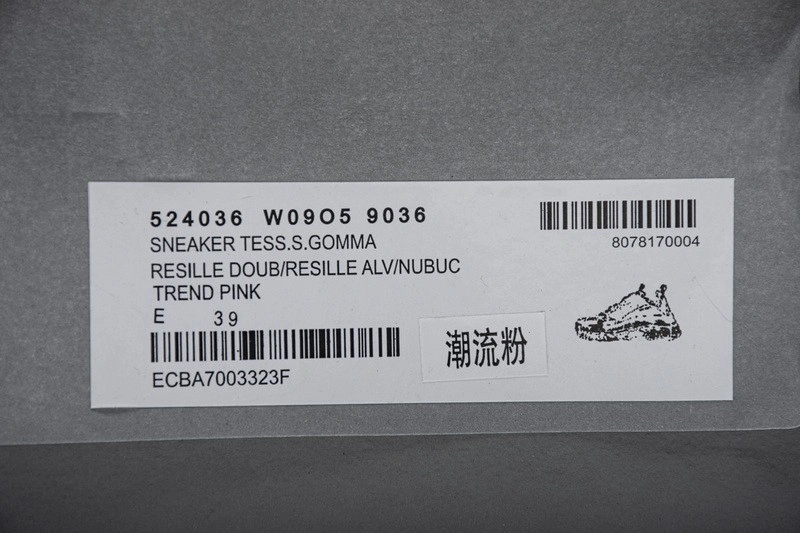 524036 W09O5 9036
8078170004
SNEAKER TESS.S.GOMMA
RESILLE DOUB/RESILLE ALV/NUBUC
TREND PINK
E 39
ECBA7003323F
潮流粉